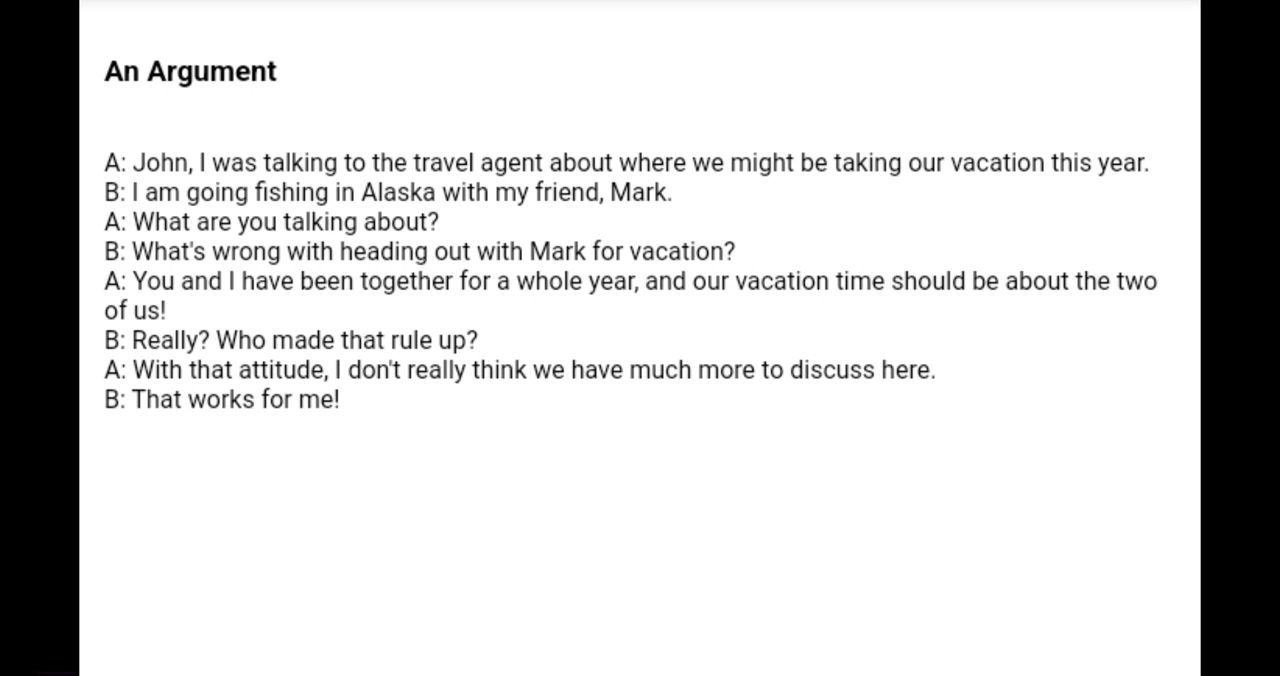 An Argument
A: John, I was talking to the travel agent about where we might be taking our vacation this year.
B: I am going fishing in Alaska with my friend, Mark.
A: What are you talking about?
B: What's wrong with heading out with Mark for vacation?
A: You and I have been together for a whole year, and our vacation time should be about the two
of us!
B: Really? Who made that rule up?
A: With that attitude, I don't really think we have much more to discuss here.
B: That works for me!